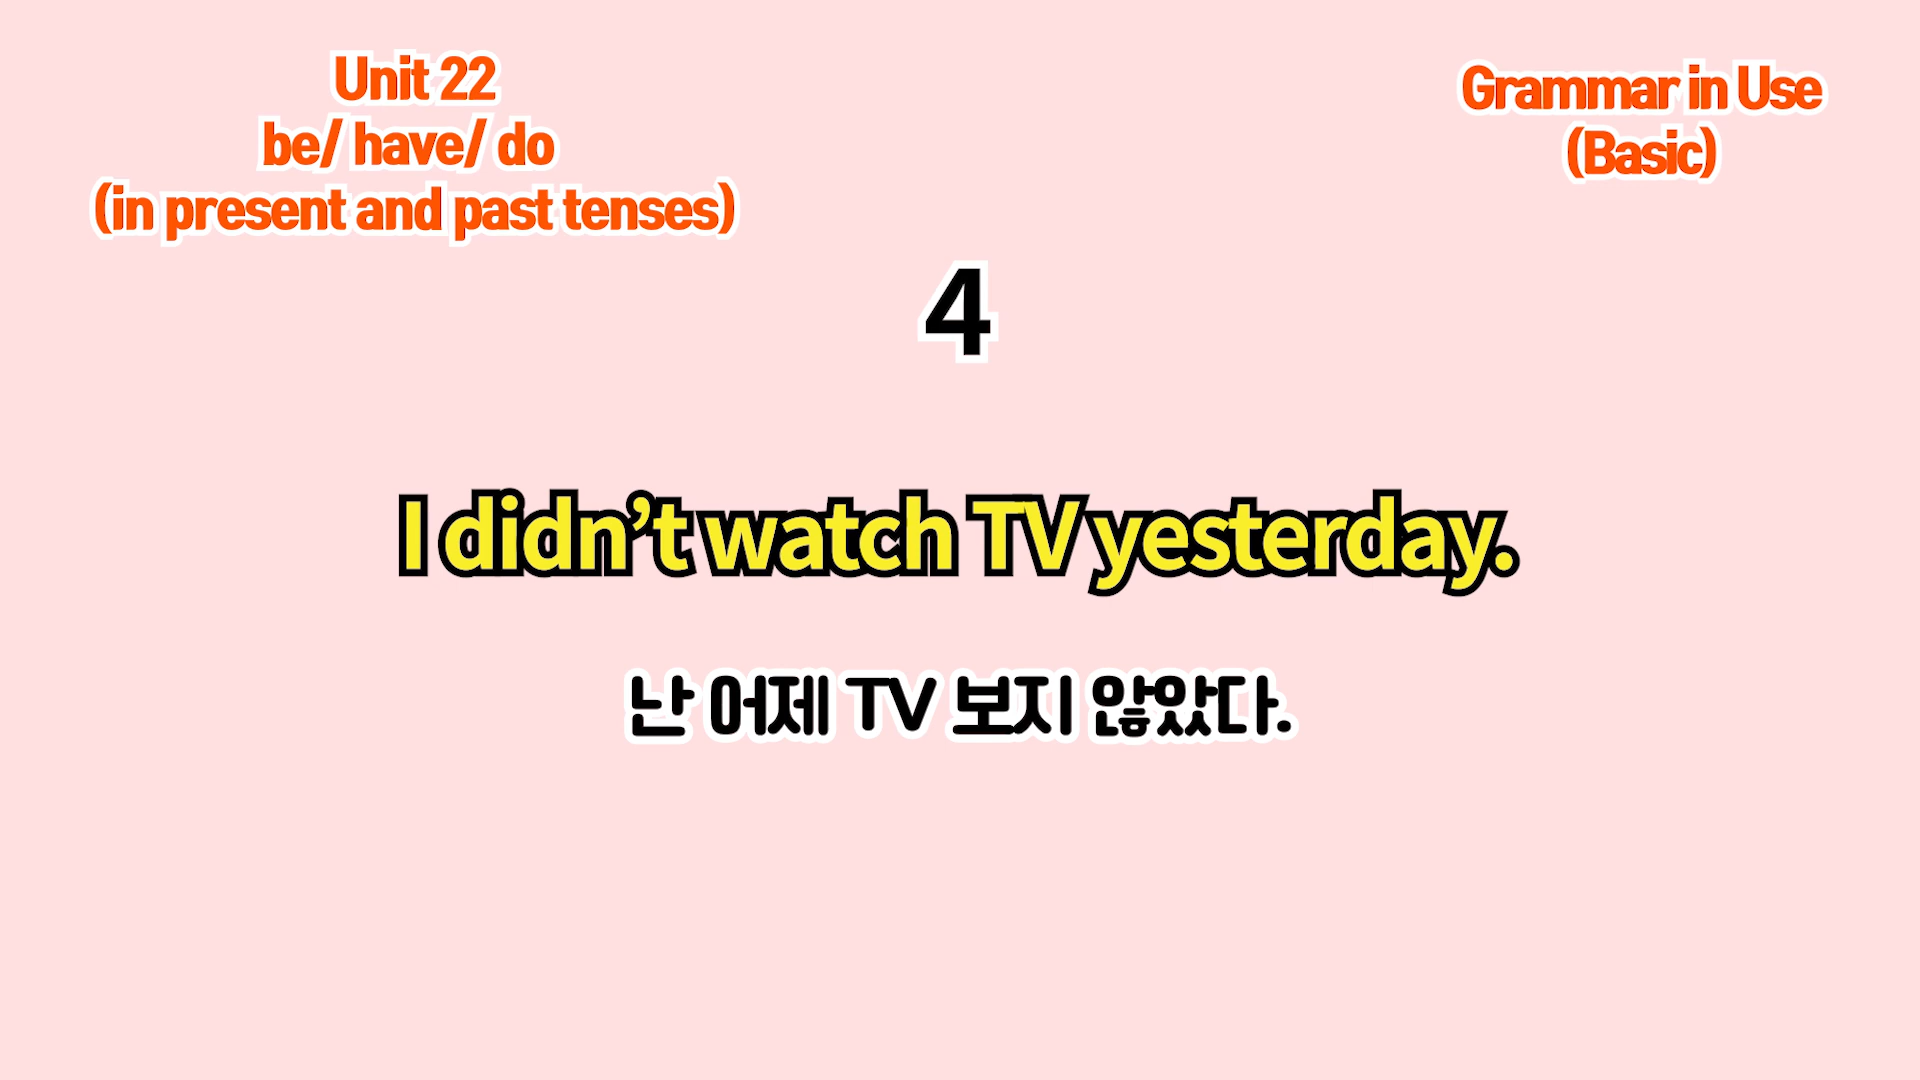 Unit 22
be/ have/ do
(in present and past tenses)
Grammar in Use
(Basic)
4
I didn’t watch TV yesterday.
난 어제 TV 보지 않았다.